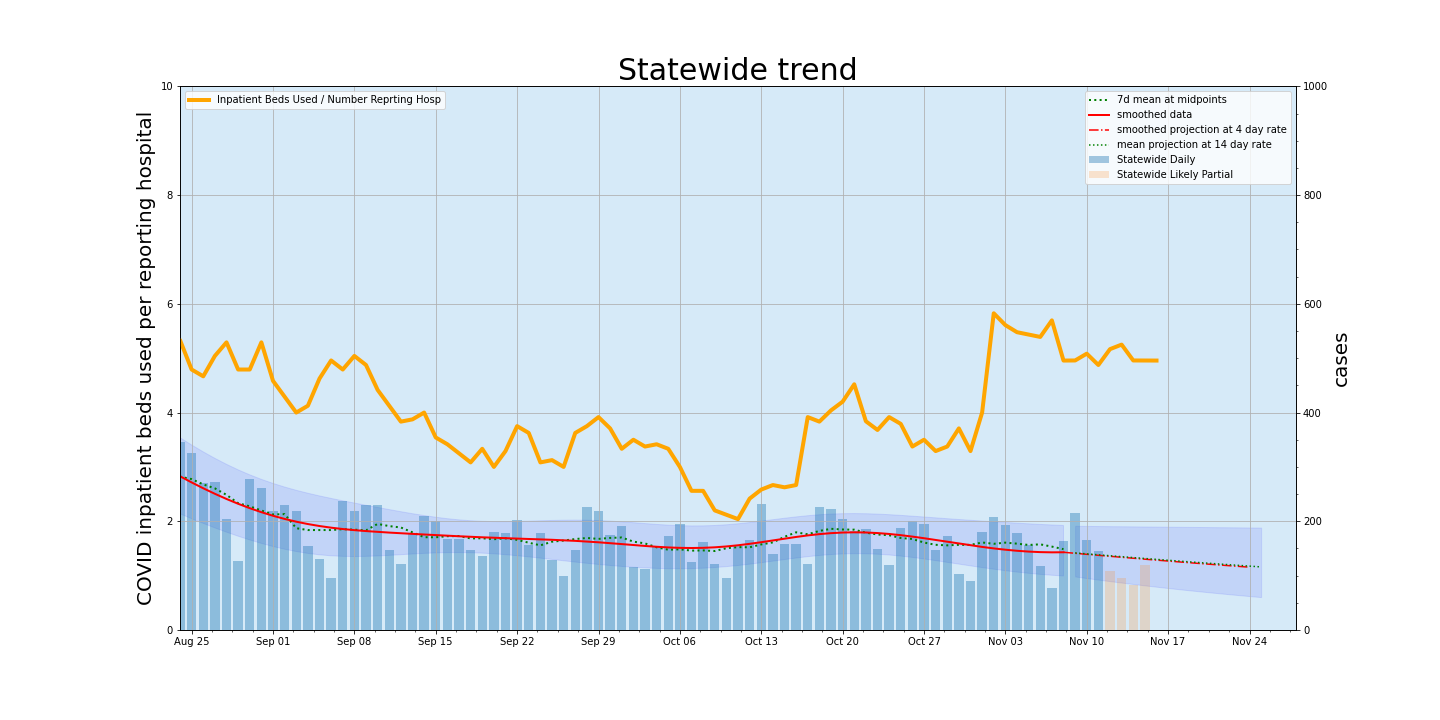 Statewide trend
Inpatient Beds Used / Number Reprting Hosp
7d mean at midpoints
smoothed data
smoothed projection at 4 day rate
mean projection at 14 day rate
Statewide Daily
Statewide Likely Partial
COVID inpatient beds used per reporting hospital
10
8
6
4
2
0
1000
800
600
400
200
0
cases
Aug 25 Sep 01 Sep 08 Sep 15 Sep 22 Sep 29 Oct 06 Oct 13 Oct 20 Oct 27 Nov 03 Nov 10 Nov 17 Nov 24